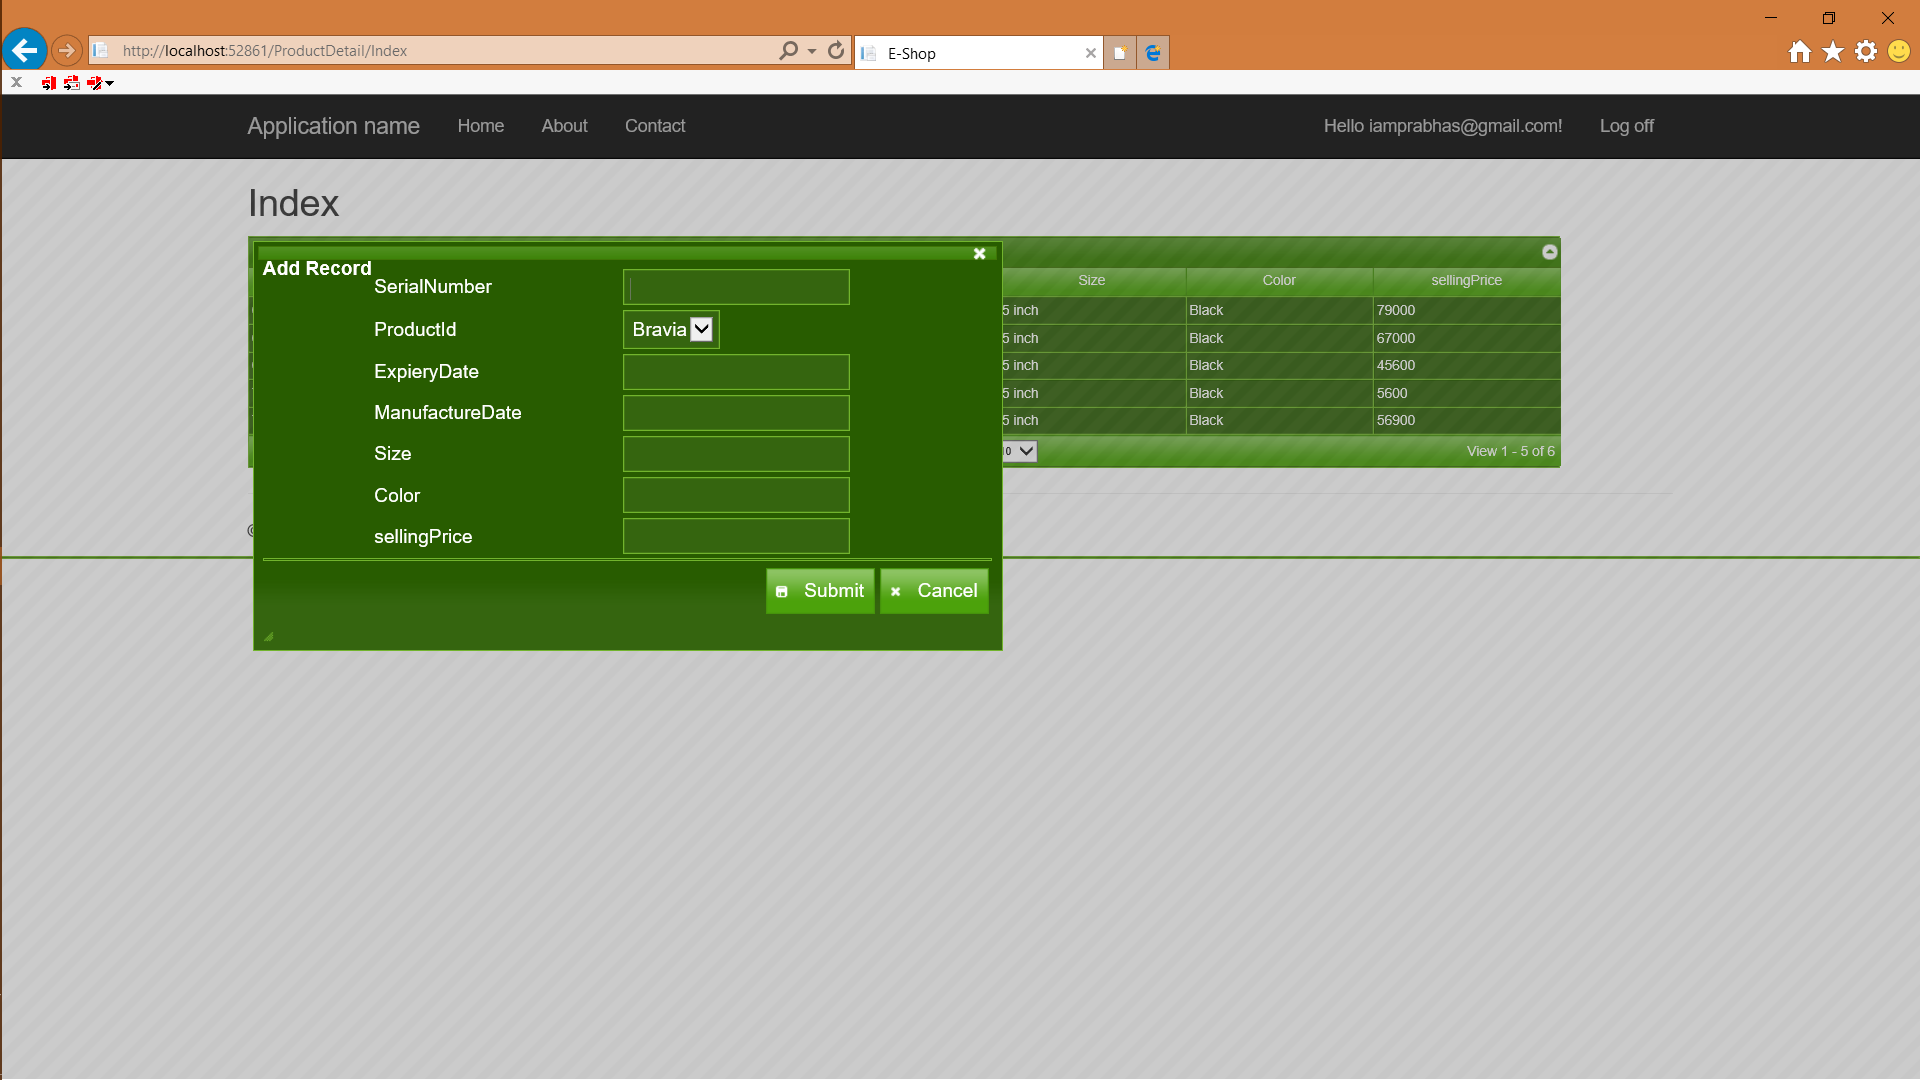 http://localhost:52861/ProductDetail/Index
E-Shop
Application name Home About Contact Hello iamprabhas@gmail.com! Log off
Index
Add Record
SerialNumber
ProductId Bravia
ExpieryDate
ManufactureDate
Size
Color
sellingPrice
Submit Cancel
Size Color sellingPrice
5 inch Black 79000
5 inch Black 67000
5 inch Black 45600
5 inch Black 5600
5 inch Black 56900
0 View 1 - 5 of 6
©